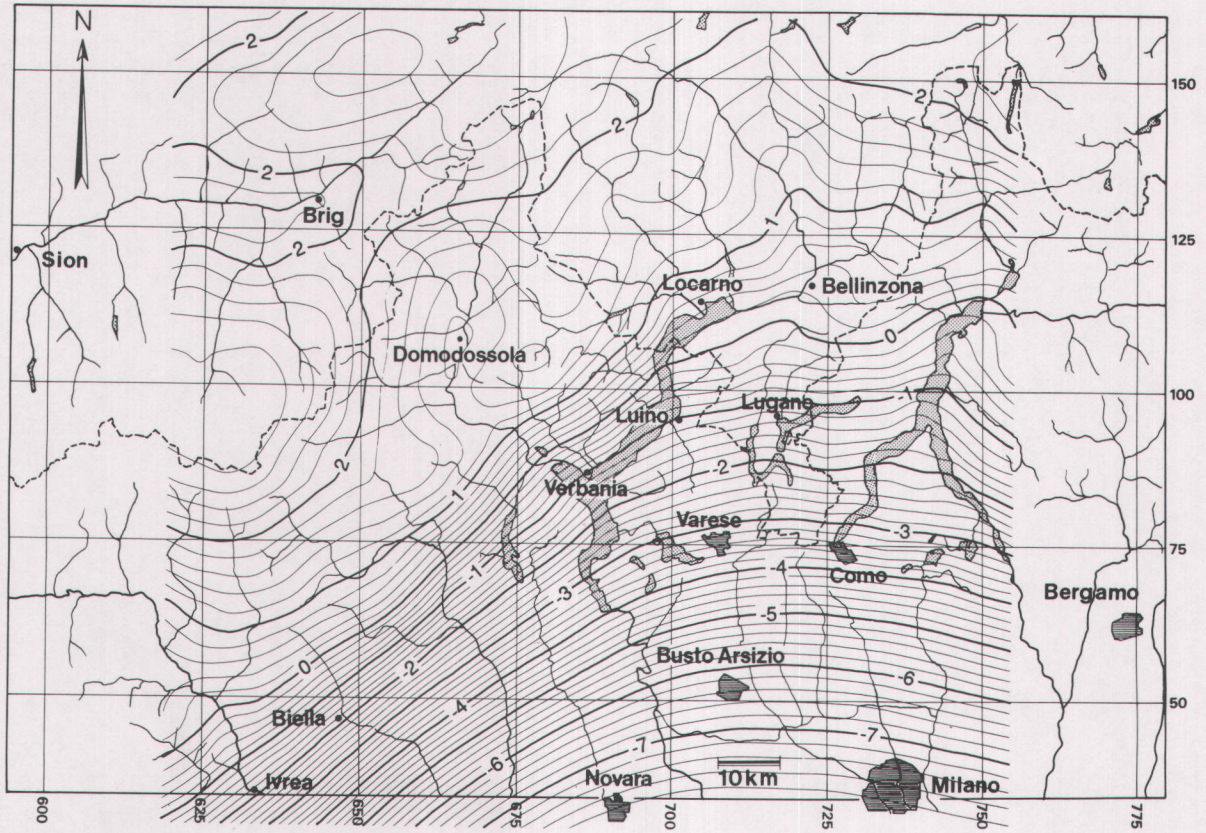 N
2
2
150
2
2
2
Brig
1
125
Sion
2
Locarno
Bellinzona
0
Domodossola
Lugano
-1
100
Luino
2
-2
1
Verbania
Varese
-3
75
-1
-4
Como
-3
Bergamo
-5
0
-2
Busto Arsizio
-6
-4
50
Biella
-7
-7
-6
Ivrea
Novara
10 km
Milano
600
625
650
675
700
725
750
775